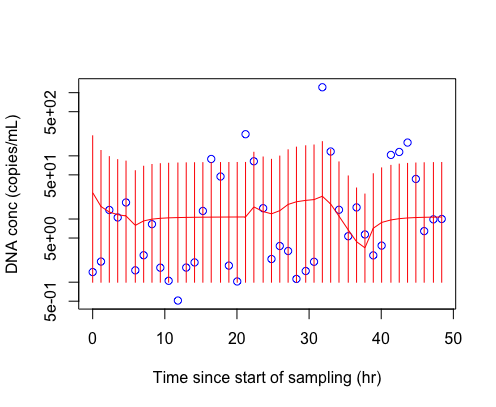 DNA conc (copies/mL)
5e+02
5e+01
5e+00
5e-01
0 10 20 30 40 50
Time since start of sampling (hr)